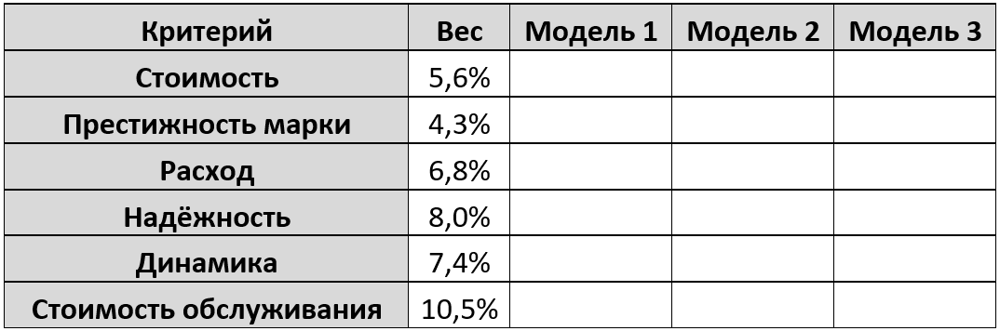 Критерий Вес Модель 1 Модель 2 Модель 3
Стоимость 5,6%
Престижность марки 4,3%
Расход 6,8%
Надёжность 8,0%
Динамика 7,4%
Стоимость обслуживания 10,5%